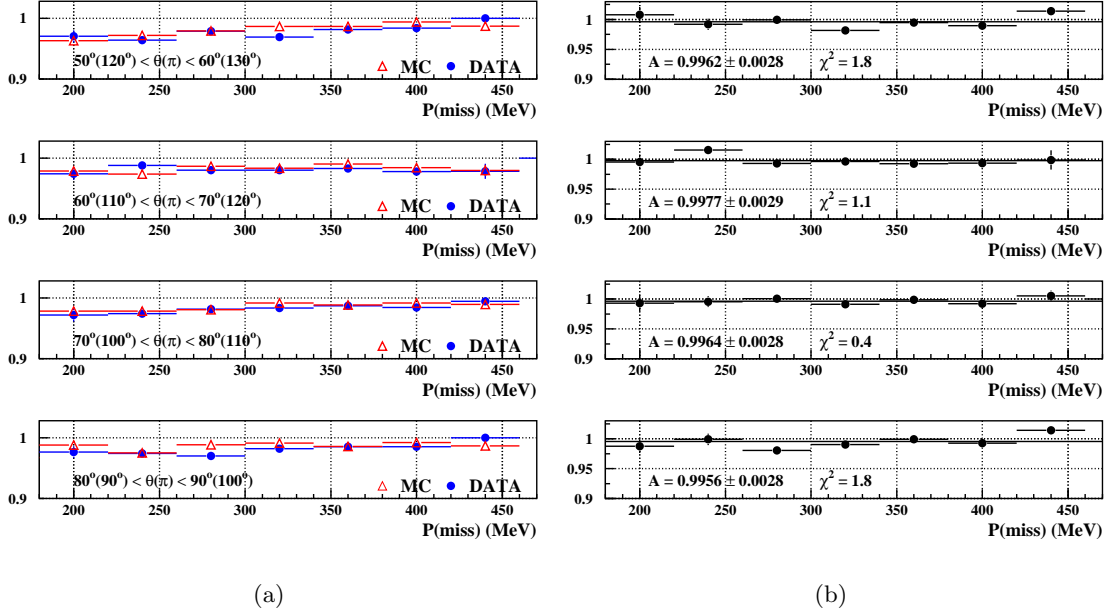 1
50°(120°) < θ(π) < 60°(130°) MC DATA
0.9
200 250 300 350 400 450
P(miss) (MeV)
1
60°(110°) < θ(π) < 70°(120°) MC DATA
0.9
200 250 300 350 400 450
P(miss) (MeV)
1
70°(100°) < θ(π) < 80°(110°) MC DATA
0.9
200 250 300 350 400 450
P(miss) (MeV)
1
80°(90°) < θ(π) < 90°(100°) MC DATA
0.9
200 250 300 350 400 450
P(miss) (MeV)
(a)
1
0.95
A = 0.9962 ± 0.0028 χ² = 1.8
0.9
200 250 300 350 400 450
P(miss) (MeV)
1
0.95
A = 0.9977 ± 0.0029 χ² = 1.1
0.9
200 250 300 350 400 450
P(miss) (MeV)
1
0.95
A = 0.9964 ± 0.0028 χ² = 0.4
0.9
200 250 300 350 400 450
P(miss) (MeV)
1
0.95
A = 0.9956 ± 0.0028 χ² = 1.8
0.9
200 250 300 350 400 450
P(miss) (MeV)
(b)